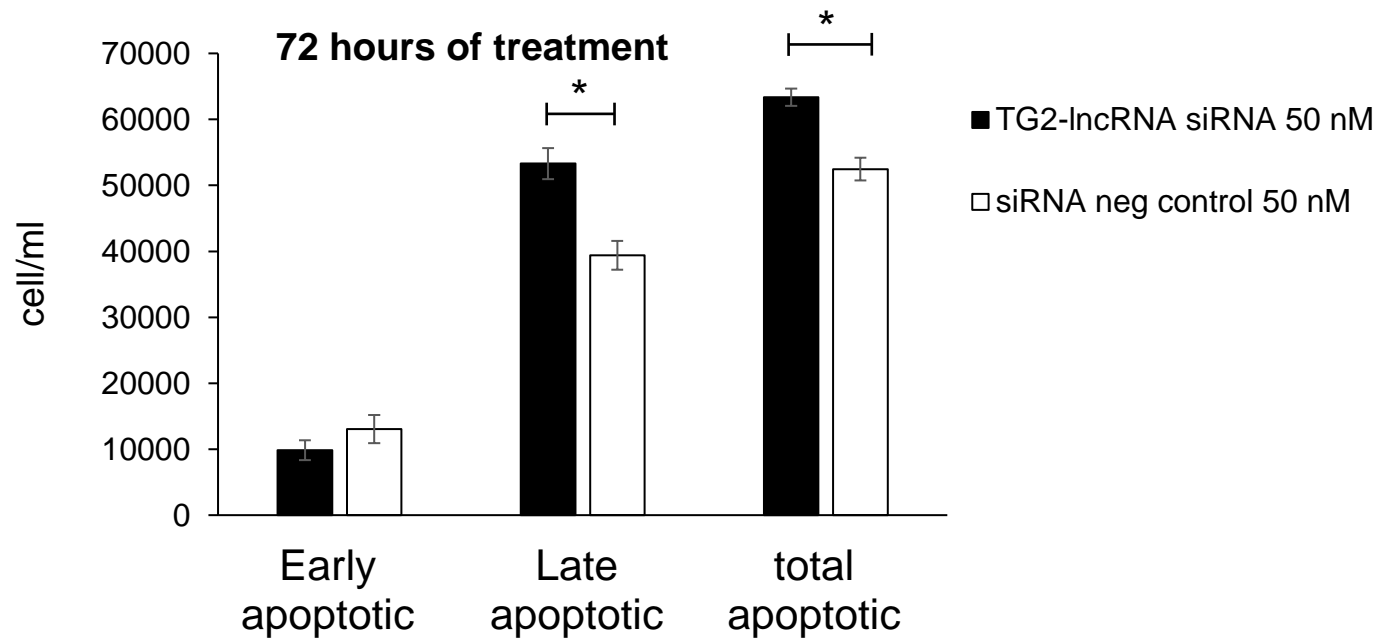 72 hours of treatment
*
*
70000
60000
50000
40000
30000
20000
10000
0
cell/ml
Early
apoptotic
Late
apoptotic
total
apoptotic
TG2-lncRNA siRNA 50 nM
siRNA neg control 50 nM